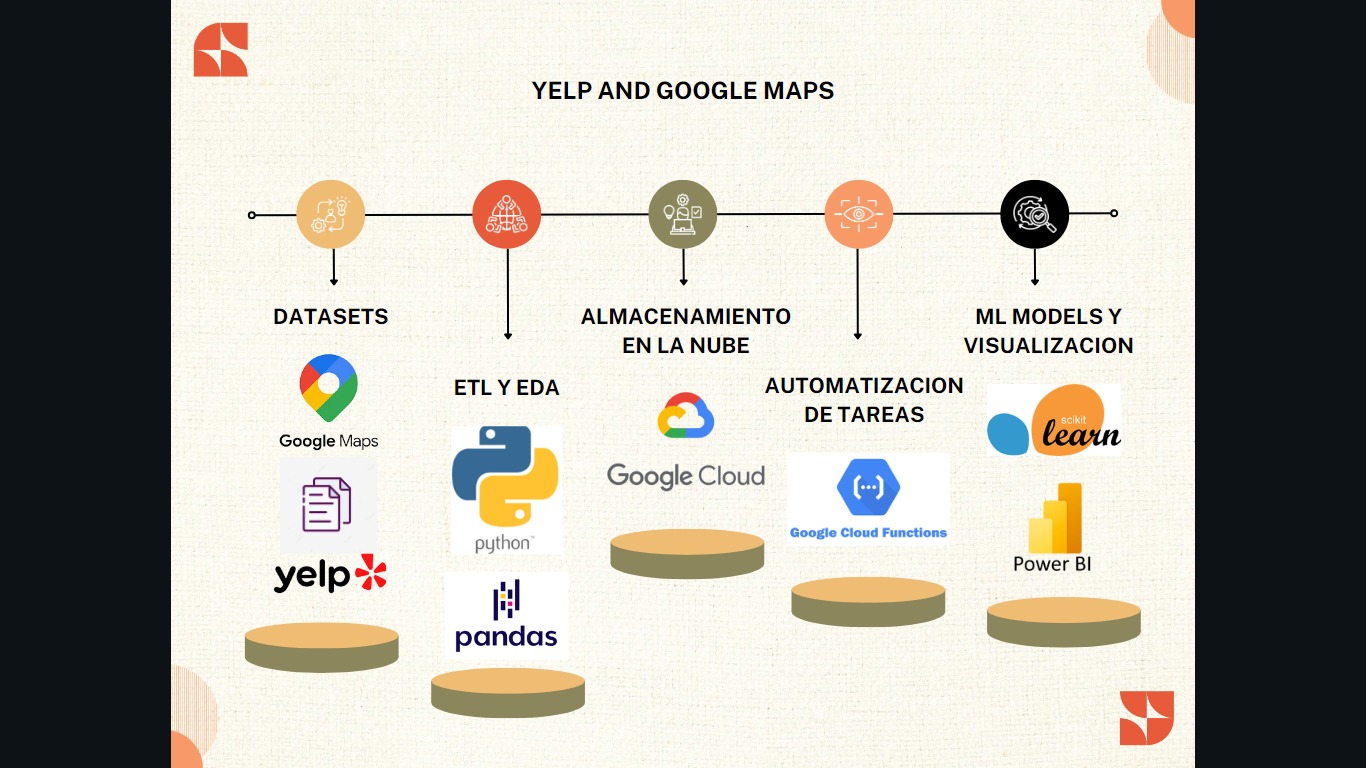 YELP AND GOOGLE MAPS
DATASETS
Google Maps
yelp
ETL Y EDA
python™
pandas
ALMACENAMIENTO
EN LA NUBE
Google Cloud
AUTOMATIZACION
DE TAREAS
Google Cloud Functions
ML MODELS Y
VISUALIZACION
scikit
learn
Power BI